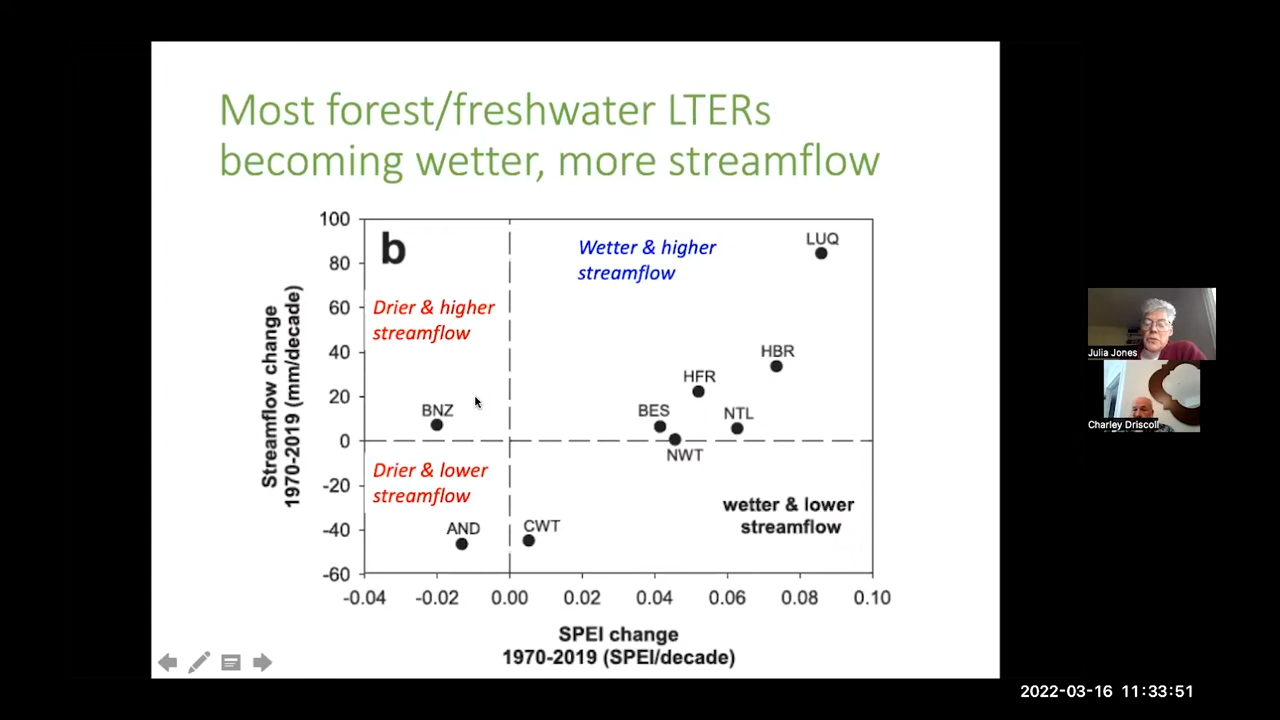 Most forest/freshwater LTERs
becoming wetter, more streamflow
b
Streamflow change
1970-2019 (mm/decade)
100
80
60
40
20
0
-20
-40
-60
Drier & higher
streamflow
Wetter & higher
streamflow
Drier & lower
streamflow
wetter & lower
streamflow
LUQ
HBR
HFR
BES
NTL
NWT
BNZ
AND
CWT
-0.04
-0.02
0.00
0.02
0.04
0.06
0.08
0.10
SPEI change
1970-2019 (SPEI/decade)
Julia Jones
Charley Driscoll
2022-03-16 11:33:51